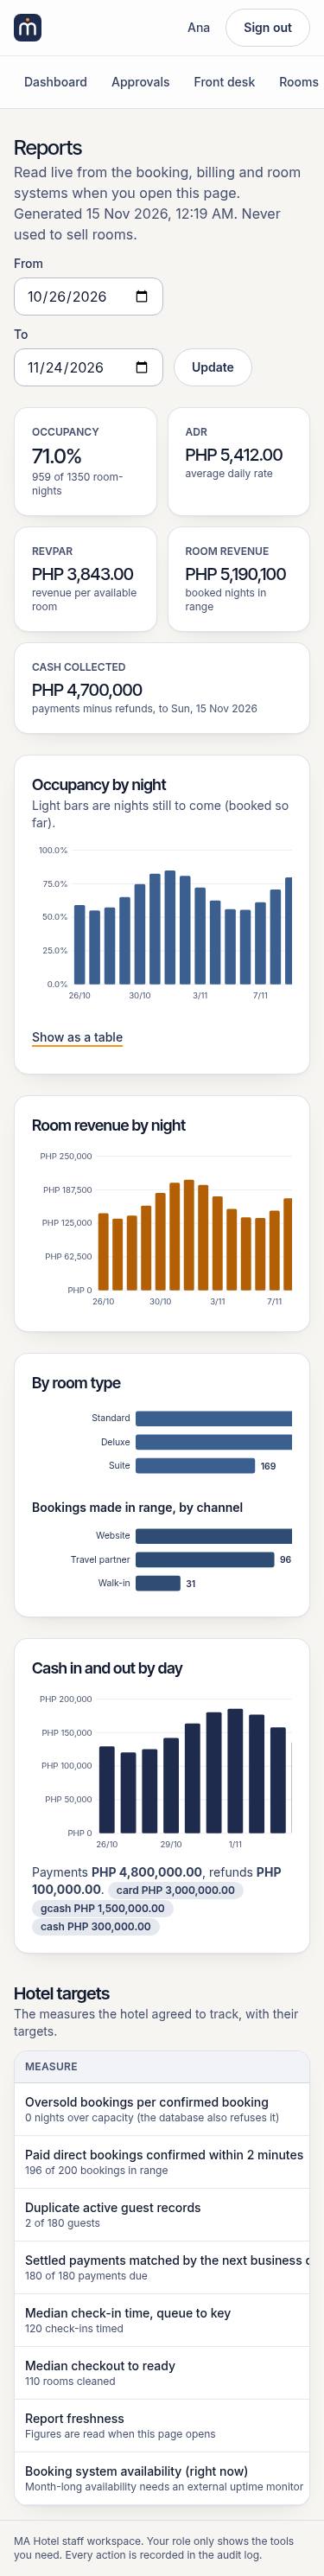 Ana
Sign out
Dashboard
Approvals
Front desk
Rooms
Reports
Read live from the booking, billing and room
systems when you open this page.
Generated 15 Nov 2026, 12:19 AM. Never
used to sell rooms.
From
10/26/2026
To
11/24/2026
Update
OCCUPANCY
71.0%
959 of 1350 room-
nights
ADR
PHP 5,412.00
average daily rate
REVPAR
PHP 3,843.00
revenue per available
room
ROOM REVENUE
PHP 5,190,100
booked nights in
range
CASH COLLECTED
PHP 4,700,000
payments minus refunds, to Sun, 15 Nov 2026
Occupancy by night
Light bars are nights still to come (booked so
far).
100.0%
75.0%
50.0%
25.0%
0.0%
26/10
30/10
3/11
7/11
Show as a table
Room revenue by night
PHP 250,000
PHP 187,500
PHP 125,000
PHP 62,500
PHP 0
26/10
30/10
3/11
7/11
By room type
Standard
Deluxe
Suite
169
Bookings made in range, by channel
Website
Travel partner
96
Walk-in
31
Cash in and out by day
PHP 200,000
PHP 150,000
PHP 100,000
PHP 50,000
PHP 0
26/10
29/10
1/11
Payments PHP 4,800,000.00, refunds PHP
100,000.00. card PHP 3,000,000.00
gcash PHP 1,500,000.00
cash PHP 300,000.00
Hotel targets
The measures the hotel agreed to track, with their
targets.
MEASURE
Oversold bookings per confirmed booking
0 nights over capacity (the database also refuses it)
Paid direct bookings confirmed within 2 minutes
196 of 200 bookings in range
Duplicate active guest records
2 of 180 guests
Settled payments matched by the next business
180 of 180 payments due
Median check-in time, queue to key
120 check-ins timed
Median checkout to ready
110 rooms cleaned
Report freshness
Figures are read when this page opens
Booking system availability (right now)
Month-long availability needs an external uptime monitor
MA Hotel staff workspace. Your role only shows the tools
you need. Every action is recorded in the audit log.